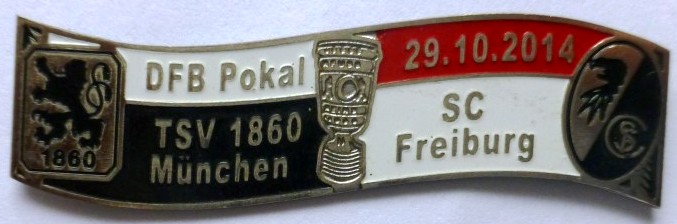 DFB Pokal
29.10.2014
TSV 1860
München
SC
Freiburg
1860